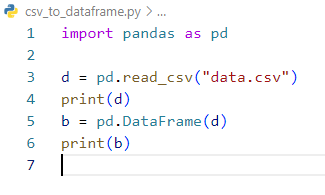 csv_to_dataframe.py > ...
1 import pandas as pd
2
3 d = pd.read_csv("data.csv")
4 print(d)
5 b = pd.DataFrame(d)
6 print(b)
7